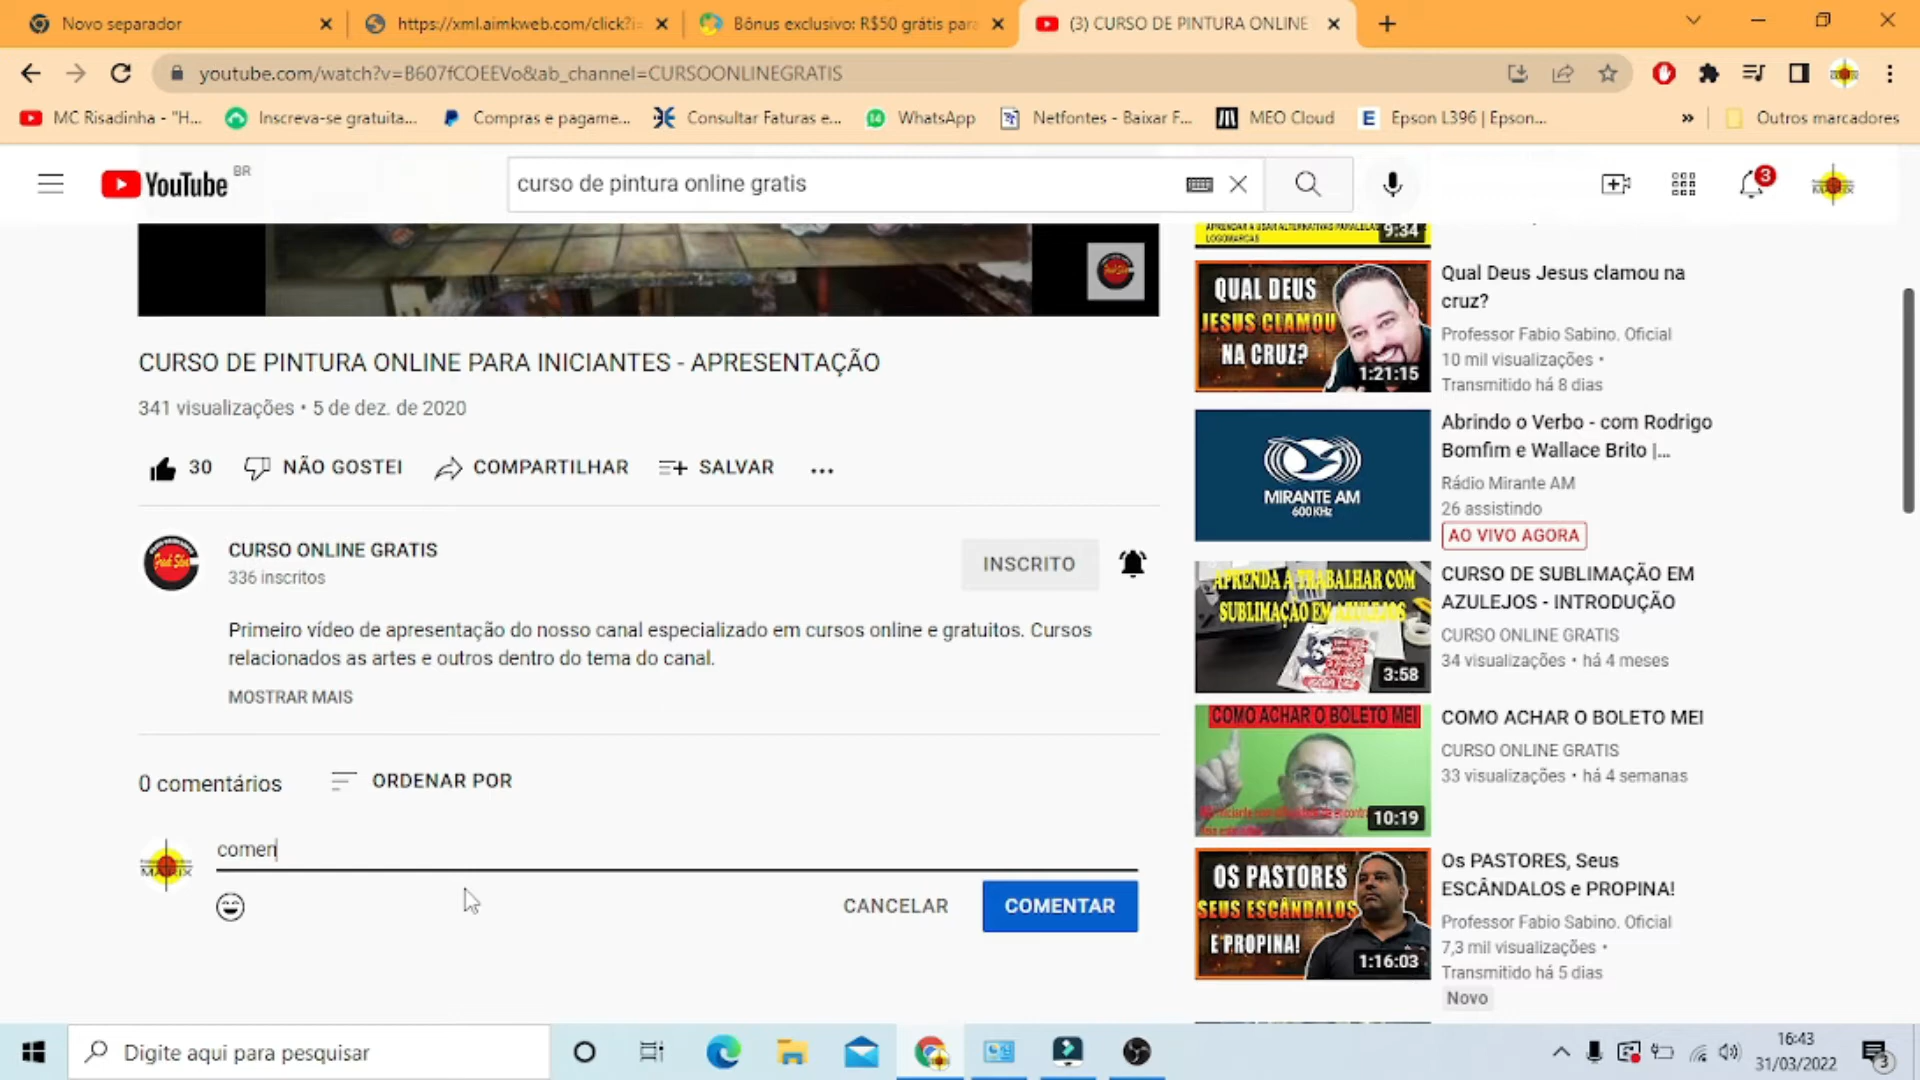 Novo separador
https://xml.aimkweb.com/click?i=
Bônus exclusivo: R$50 grátis para
(3) CURSO DE PINTURA ONLINE
youtube.com/watch?v=B607fCOEEVo&ab_channel=CURSOONLINEGRATIS
MC Risadinha - "H...
Inscreva-se gratuita...
Compras e pagame...
Consultar Faturas e...
WhatsApp
Netfontes - Baixar F...
MEO Cloud
Epson L396 | Epson...
»
Outros marcadores
YouTube BR
curso de pintura online gratis
3
CURSO DE PINTURA ONLINE PARA INICIANTES - APRESENTAÇÃO
341 visualizações • 5 de dez. de 2020
30
NÃO GOSTEI
COMPARTILHAR
SALVAR
...
CURSO ONLINE GRATIS
336 inscritos
INSCRITO
Primeiro vídeo de apresentação do nosso canal especializado em cursos online e gratuitos. Cursos
relacionados as artes e outros dentro do tema do canal.
MOSTRAR MAIS
0 comentários
ORDENAR POR
MATRIX
comen
CANCELAR
COMENTAR
APRENDAR A USAR ALTERNATIVAS PARALELAS
LOGOMARCAS
9:34
QUAL DEUS
JESUS CLAMOU
NA CRUZ?
1:21:15
Qual Deus Jesus clamou na
cruz?
Professor Fabio Sabino. Oficial
10 mil visualizações •
Transmitido há 8 dias
MIRANTE AM
600 KHz
Abrindo o Verbo - com Rodrigo
Bomfim e Wallace Brito |...
Rádio Mirante AM
26 assistindo
AO VIVO AGORA
APRENDA A TRABALHAR COM
SUBLIMAÇÃO EM AZULEJOS
3:58
CURSO DE SUBLIMAÇÃO EM
AZULEJOS - INTRODUÇÃO
CURSO ONLINE GRATIS
34 visualizações • há 4 meses
COMO ACHAR O BOLETO MEI
10:19
COMO ACHAR O BOLETO MEI
CURSO ONLINE GRATIS
33 visualizações • há 4 semanas
OS PASTORES
SEUS ESCÂNDALOS
E PROPINA!
1:16:03
Os PASTORES, Seus
ESCÂNDALOS e PROPINA!
Professor Fabio Sabino. Oficial
7,3 mil visualizações •
Transmitido há 5 dias
Novo
Digite aqui para pesquisar
16:43
31/03/2022
3